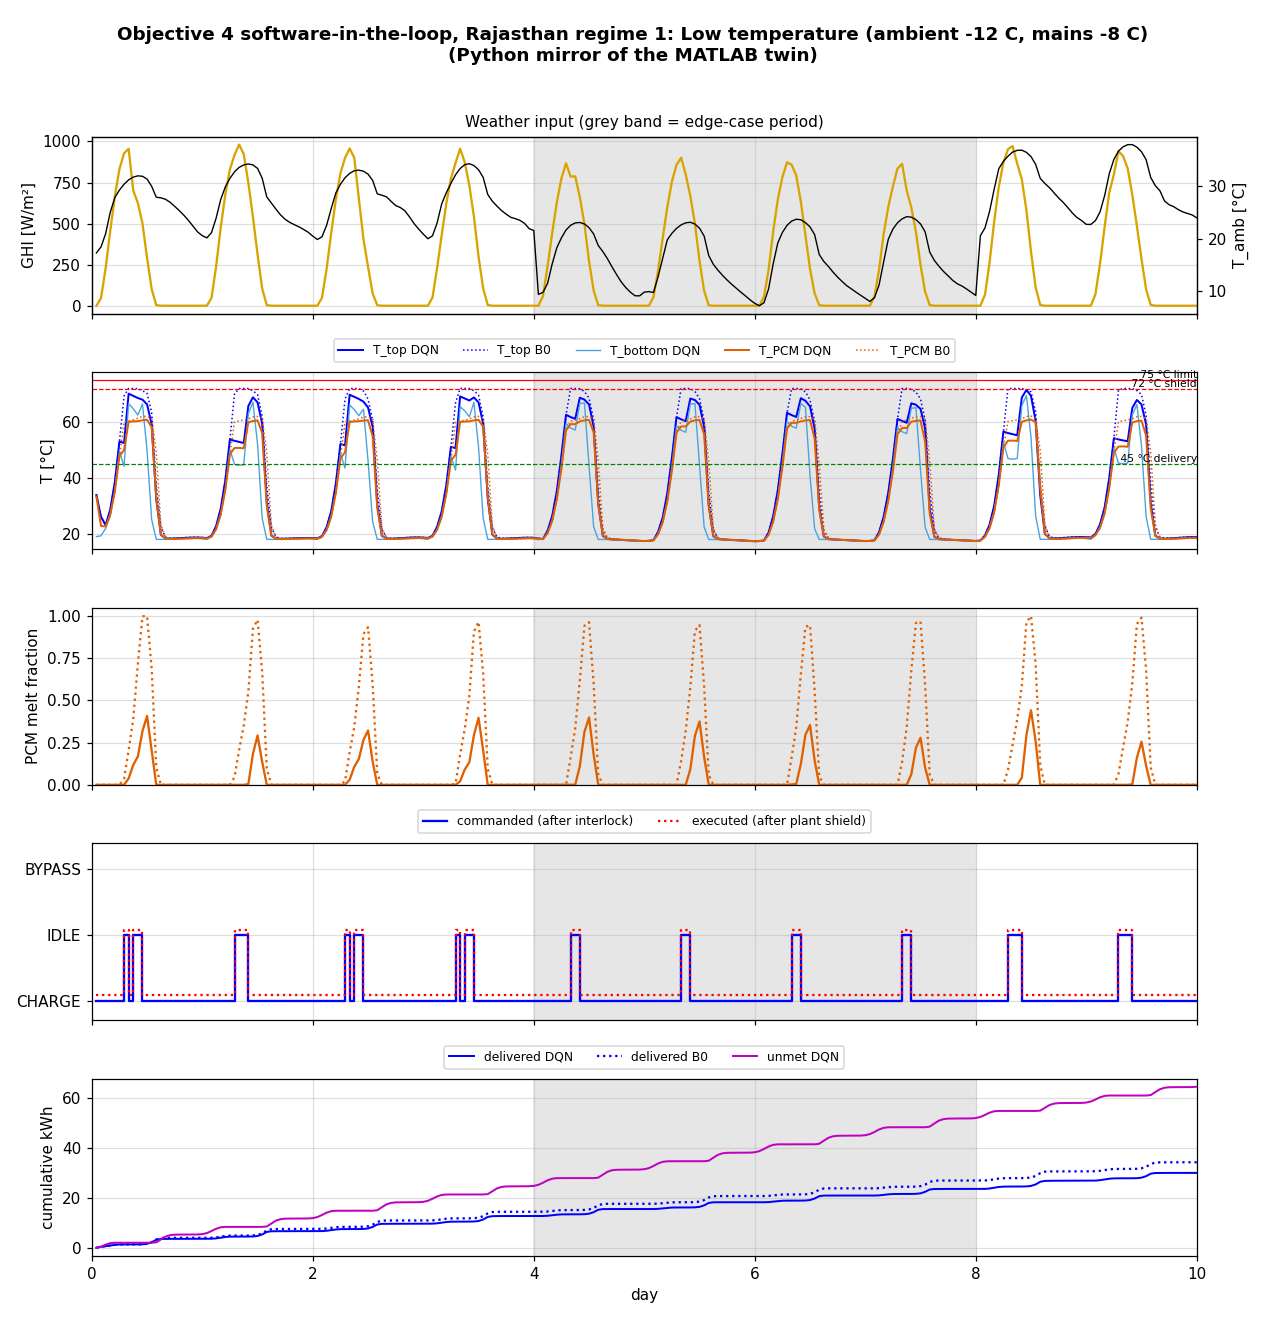 Objective 4 software-in-the-loop, Rajasthan regime 1: Low temperature (ambient -12 C, mains -8 C)
(Python mirror of the MATLAB twin)
Weather input (grey band = edge-case period)
GHI [W/m²]
1000
750
500
250
0
T_amb [°C]
30
20
10
T_top DQN
T_top B0
T_bottom DQN
T_PCM DQN
T_PCM B0
T [°C]
60
40
20
75 °C limit
72 °C shield
45 °C delivery
PCM melt fraction
1.00
0.75
0.50
0.25
0.00
commanded (after interlock)
executed (after plant shield)
BYPASS
IDLE
CHARGE
delivered DQN
delivered B0
unmet DQN
cumulative kWh
60
40
20
0
0
2
4
6
8
10
day